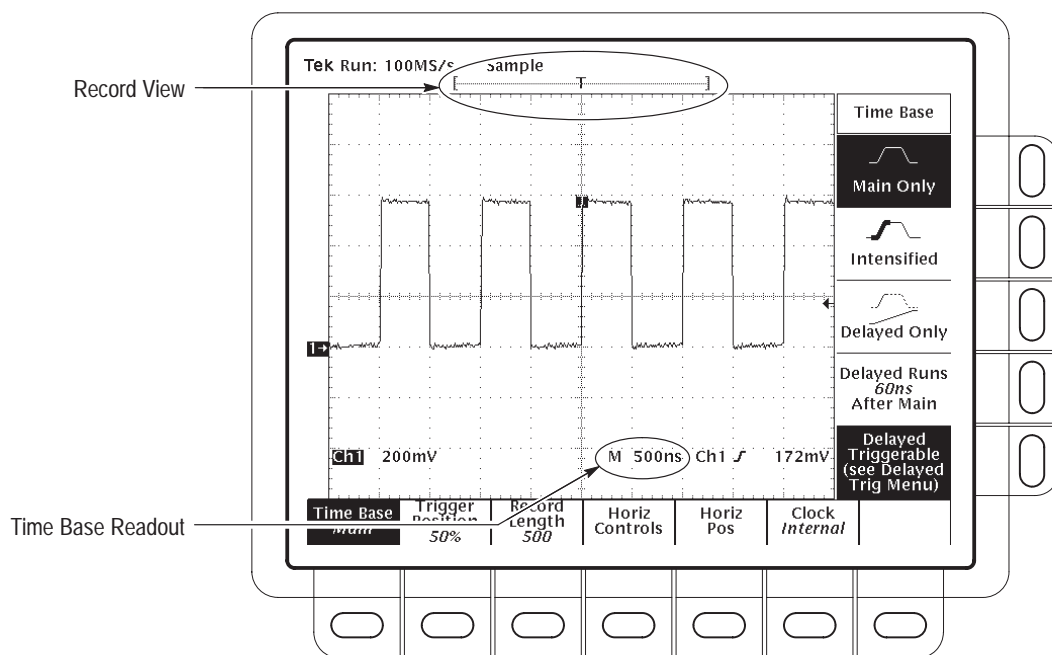 Tek Run: 100MS/s Sample
[ T ]
Record View
Time Base
Main Only
Intensified
Delayed Only
1→
Delayed Runs
60ns
After Main
Delayed
Triggerable
(see Delayed
Trig Menu)
Ch1 200mV M 500ns Ch1 172mV
Time Base Readout
Time Base
Main
Trigger
Position
50%
Record
Length
500
Horiz
Controls
Horiz
Pos
Clock
Internal